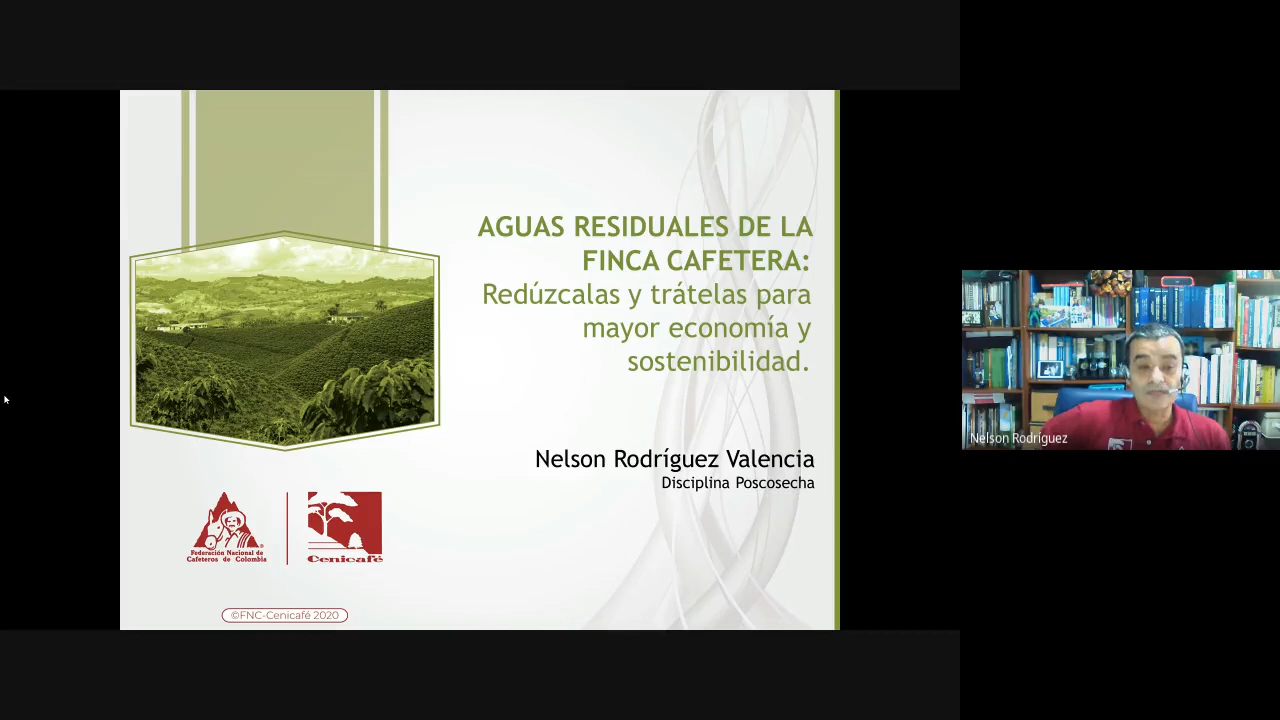 AGUAS RESIDUALES DE LA
FINCA CAFETERA:
Redúzcalas y trátelas para
mayor economía y
sostenibilidad.
Nelson Rodríguez Valencia
Disciplina Poscosecha
Federación Nacional de
Cafeteros de Colombia
Cenicafé
©FNC-Cenicafé 2020
Nelson Rodríguez